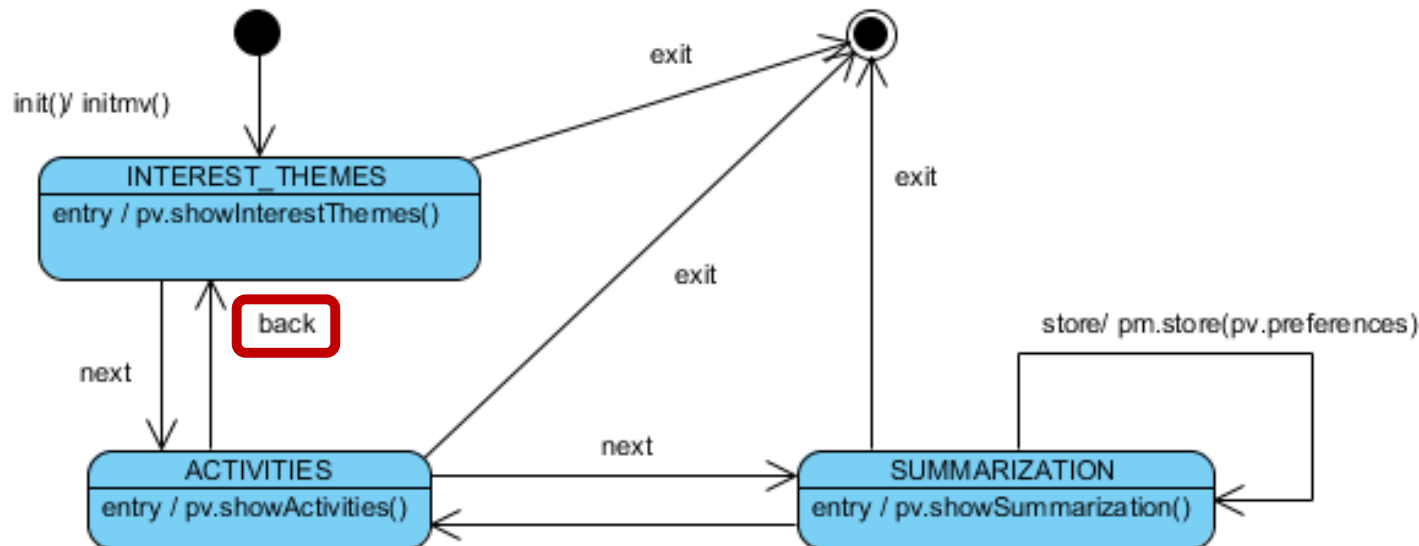 exit
init()/ initmv()
INTEREST_THEMES
entry / pv.showInterestThemes()
exit
exit
back
store/ pm.store(pv.preferences)
next
next
ACTIVITIES
entry / pv.showActivities()
SUMMARIZATION
entry / pv.showSummarization()